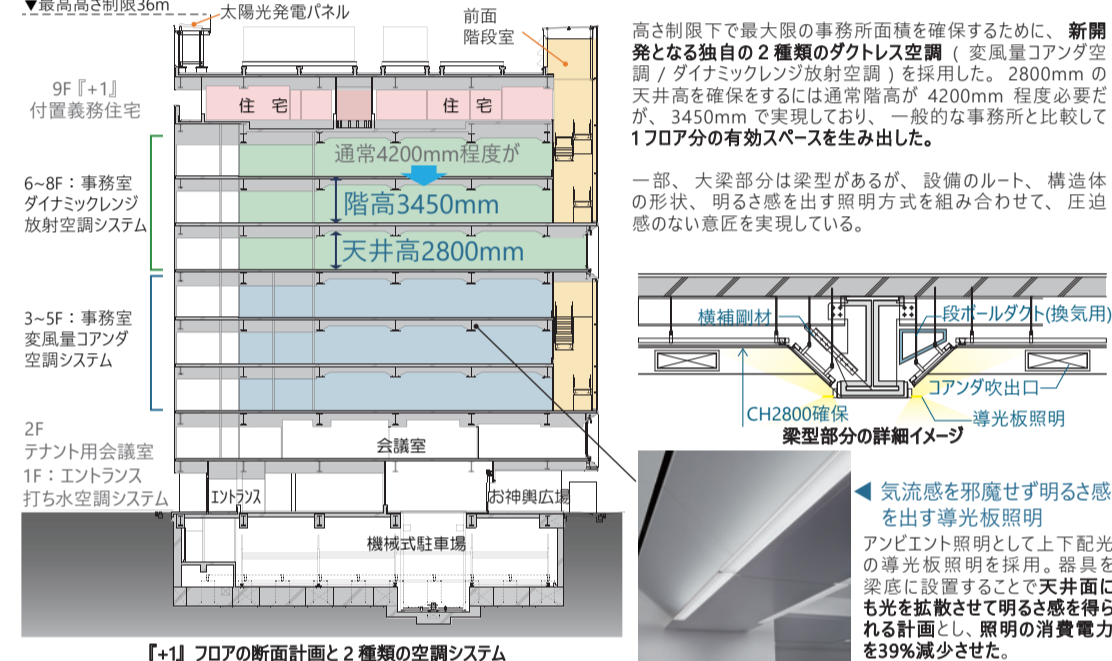 ▼最高高さ制限36m
太陽光発電パネル
前面
階段室
9F『+1』
付置義務住宅
住 宅
住 宅
通常4200mm程度が
階高3450mm
天井高2800mm
6~8F：事務室
ダイナミックレンジ
放射空調システム
3~5F：事務室
変風量コアンダ
空調システム
2F
テナント用会議室
1F：エントランス
打ち水空調システム
会議室
エントランス
お神輿広場
機械式駐車場
『+1』フロアの断面計画と２種類の空調システム
高さ制限下で最大限の事務所面積を確保するために、 新開
発となる独自の２種類のダクトレス空調 ( 変風量コアンダ空
調 / ダイナミックレンジ放射空調 ) を採用した。 2800mm の
天井高を確保をするには通常階高が 4200mm 程度必要だ
が、 3450mm で実現しており、 一般的な事務所と比較して
１フロア分の有効スペースを生み出した。
一部、 大梁部分は梁型があるが、 設備のルート、 構造体
の形状、 明るさ感を出す照明方式を組み合わせて、 圧迫
感のない意匠を実現している。
横補剛材
段ボールダクト(換気用)
コアンダ吹出口
CH2800確保
導光板照明
梁型部分の詳細イメージ
◀ 気流感を邪魔せず明るさ感
を出す導光板照明
アンビエント照明として上下配光
の導光板照明を採用。器具を
梁底に設置することで天井面に
も光を拡散させて明るさ感を得ら
れる計画とし、照明の消費電力
を39%減少させた。